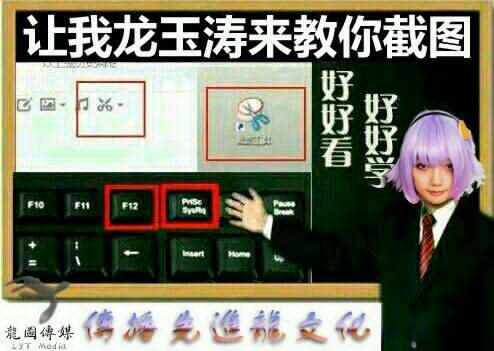 让我龙玉涛来教你截图
好好看
好好学
F10
F11
F12
PrtSc
SysRq
Pause
Break
+
=
←
Insert
Home
龍國傳媒
LYT Media
傳播先進龍文化